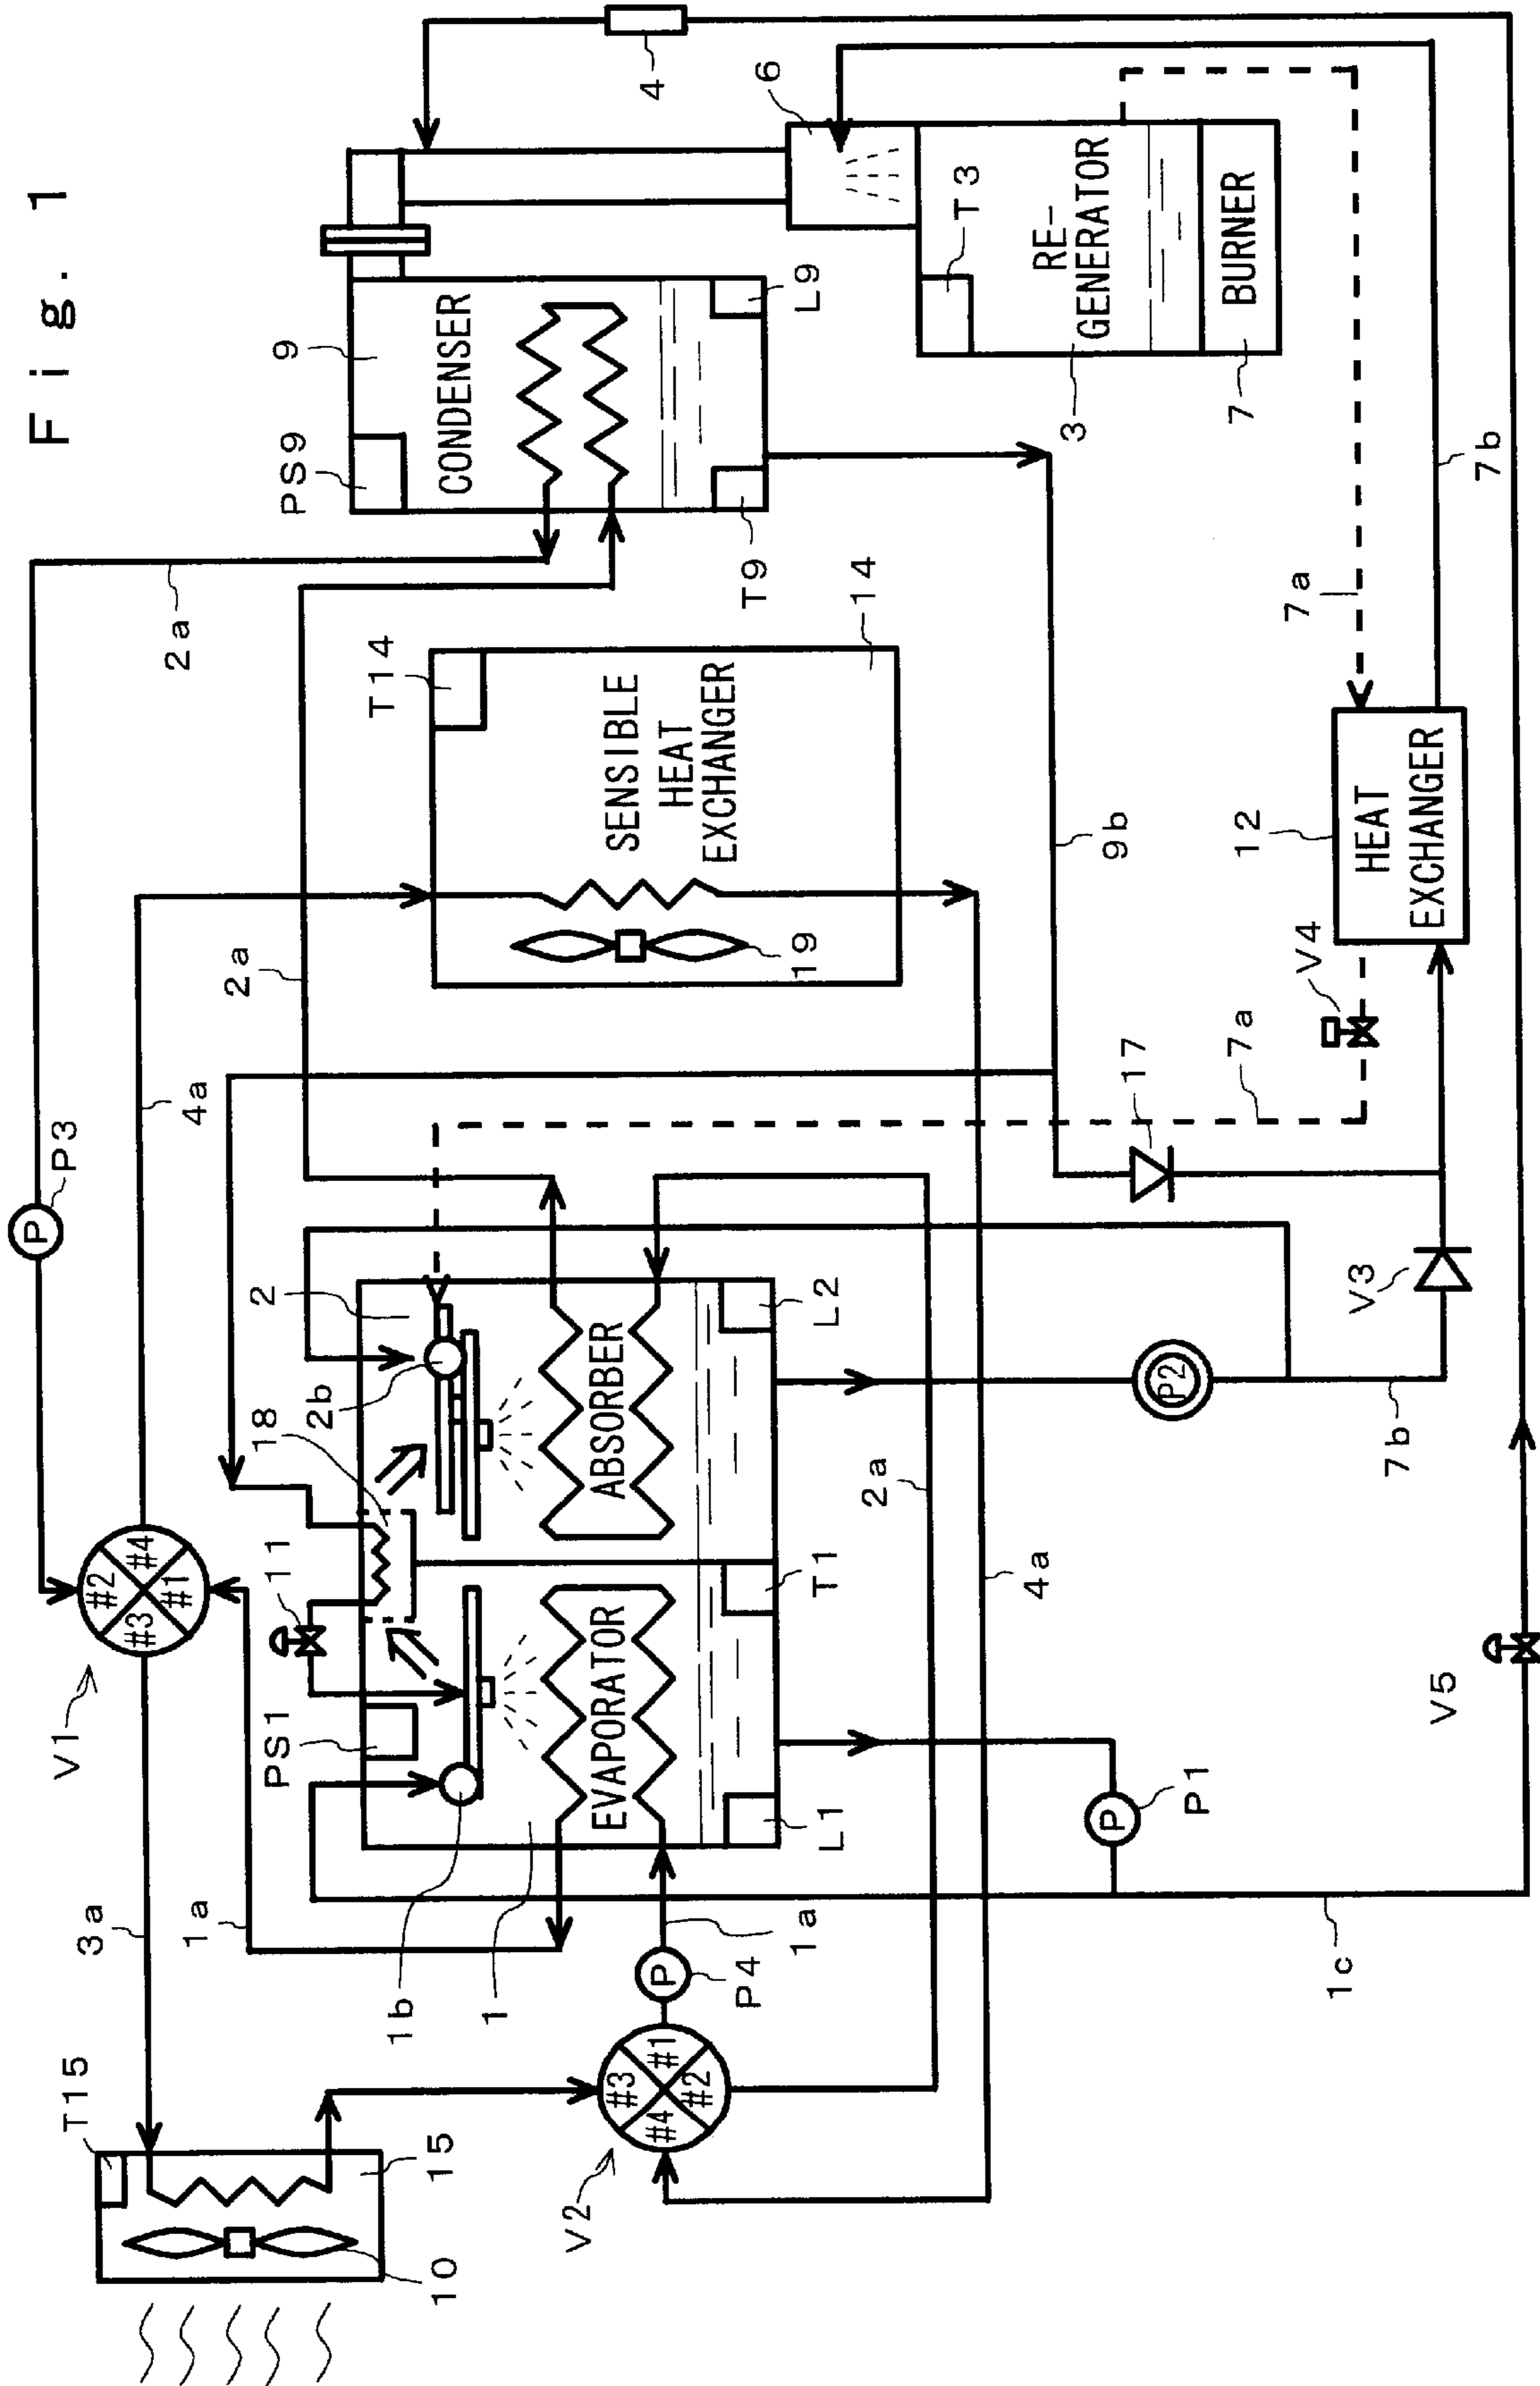 Fig. 1
T15
15
10
3a
V1
#1
#2
#3
#4
P
P3
2a
4a
1a
2a
PS9
9
CONDENSER
L9
T9
4
6
T3
RE-
GENERATOR
3
BURNER
7
7a
7b
T14
SENSIBLE
HEAT
EXCHANGER
14
19
9b
12
HEAT
EXCHANGER
V4
7a
17
V3
PS1
11
18
2
2b
1b
1
EVAPORATOR
ABSORBER
L1
T1
L2
1a
P
P4
V2
#1
#2
#3
#4
2a
4a
P2
7b
P
P1
V5
1c